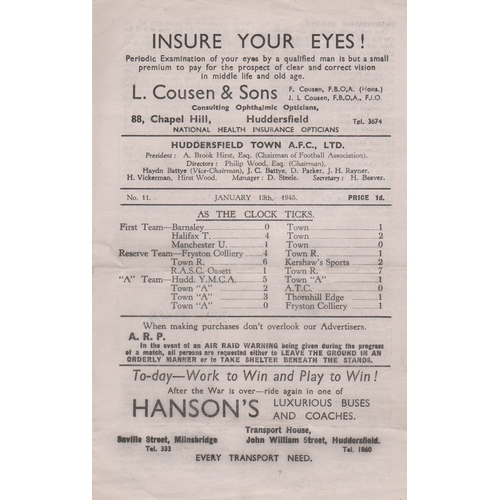 INSURE YOUR EYES!
Periodic Examination of your eyes by a qualified man is but a small
premium to pay for the prospect of clear and correct vision
in middle life and old age.
L. Cousen & Sons F. Cousen, F.B.O.A. (Hons.)
J. L. Cousen, F.B.O.A., F.I.O.
Consulting Ophthalmic Opticians,
88, Chapel Hill, Huddersfield Tel. 3674
NATIONAL HEALTH INSURANCE OPTICIANS
HUDDERSFIELD TOWN A.F.C., LTD.
President: A. Brook Hirst, Esq. (Chairman of Football Association).
Directors: Philip Wood, Esq. (Chairman),
Haydn Battye (Vice-Chairman), J. C. Battye, D. Parker, J. H. Rayner.
H. Vickerman, Hirst Wood. Manager: D. Steele. Secretary: H. Beever.
No. 11. JANUARY 13th, 1945. PRICE 1d.
AS THE CLOCK TICKS.
First Team—Barnsley 0 Town 1
Halifax T. 4 Town 2
Manchester U. 1 Town 0
Reserve Team—Fryston Colliery 4 Town R. 1
Town R. 6 Kershaw's Sports 2
R.A.S.C. Ossett 1 Town R. 7
"A" Team—Hudd. Y.M.C.A. 5 Town "A" 1
Town "A" 2 A.T.C. 0
Town "A" 3 Thornhill Edge 1
Town "A" 0 Fryston Colliery 1
When making purchases don't overlook our Advertisers.
A. R. P.
In the event of an AIR RAID WARNING being given during the progress
of a match, all persons are requested either to LEAVE THE GROUND IN AN
ORDERLY MANNER or to TAKE SHELTER BENEATH THE STANDS.
To-day—Work to Win and Play to Win!
After the War is over—ride again in one of
HANSON'S LUXURIOUS BUSES
AND COACHES.
Transport House,
Saville Street, Milnsbridge John William Street, Huddersfield.
Tel. 333 Tel. 1860
EVERY TRANSPORT NEED.